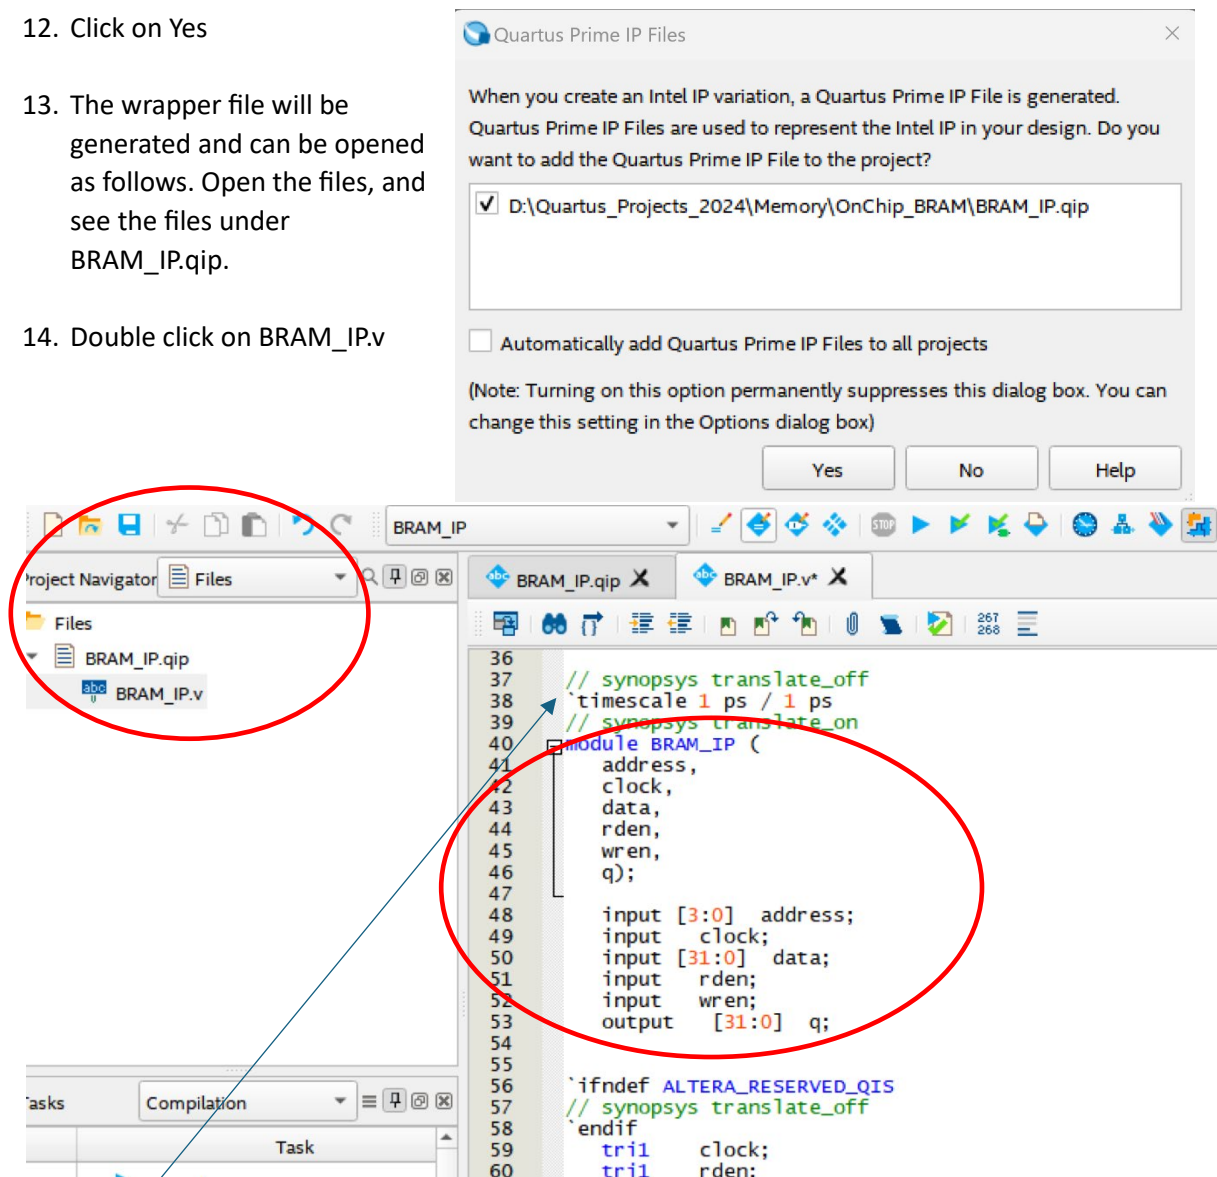 12. Click on Yes
13. The wrapper file will be
generated and can be opened
as follows. Open the files, and
see the files under
BRAM_IP.qip.
14. Double click on BRAM_IP.v
Quartus Prime IP Files
When you create an Intel IP variation, a Quartus Prime IP File is generated.
Quartus Prime IP Files are used to represent the Intel IP in your design. Do you
want to add the Quartus Prime IP File to the project?
D:\Quartus_Projects_2024\Memory\OnChip_BRAM\BRAM_IP.qip
Automatically add Quartus Prime IP Files to all projects
(Note: Turning on this option permanently suppresses this dialog box. You can
change this setting in the Options dialog box)
Yes No Help
BRAM_IP
STOP
Project Navigator Files
Files
BRAM_IP.qip
abc BRAM_IP.v
abc BRAM_IP.qip
abc BRAM_IP.v*
267
268
36
37 // synopsys translate_off
38 `timescale 1 ps / 1 ps
39 // synopsys translate_on
40 module BRAM_IP (
41 address,
42 clock,
43 data,
44 rden,
45 wren,
46 q);
47
48 input [3:0] address;
49 input clock;
50 input [31:0] data;
51 input rden;
52 input wren;
53 output [31:0] q;
54
55
56 `ifndef ALTERA_RESERVED_QIS
57 // synopsys translate_off
58 `endif
59 tri1 clock;
60 tri1 rden;
Tasks Compilation
Task